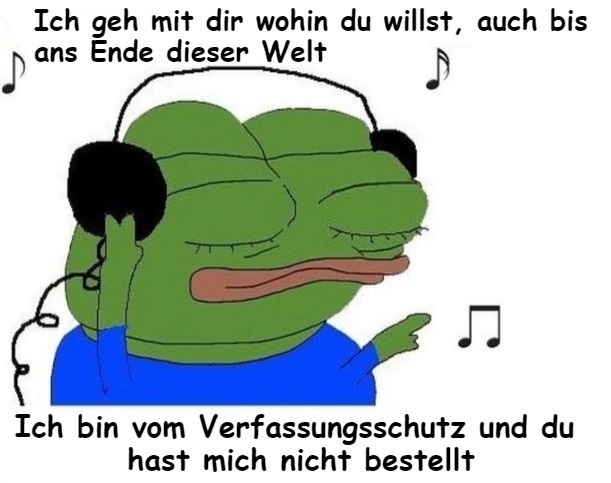 Ich geh mit dir wohin du willst, auch bis
ans Ende dieser Welt
Ich bin vom Verfassungsschutz und du
hast mich nicht bestellt